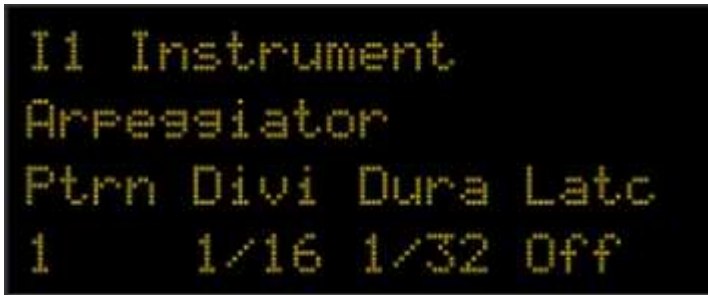 I1 Instrument
Arpeggiator
Ptrn Divi Dura Latc
1 1/16 1/32 Off